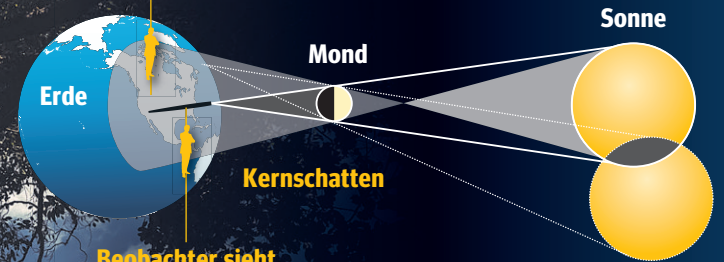 Sonne
Mond
Erde
Kernschatten
Beobachter sieht